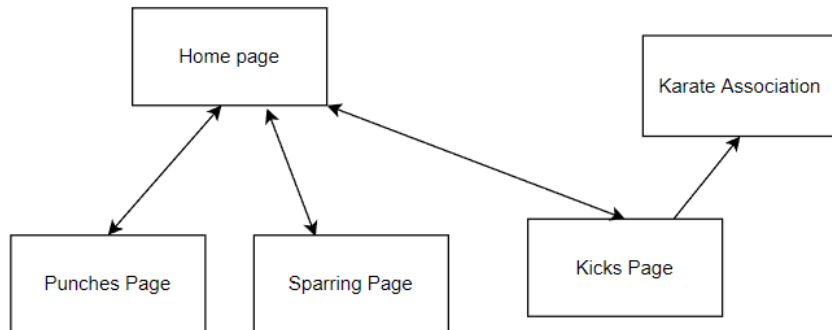 Home page
Karate Association
Punches Page
Sparring Page
Kicks Page